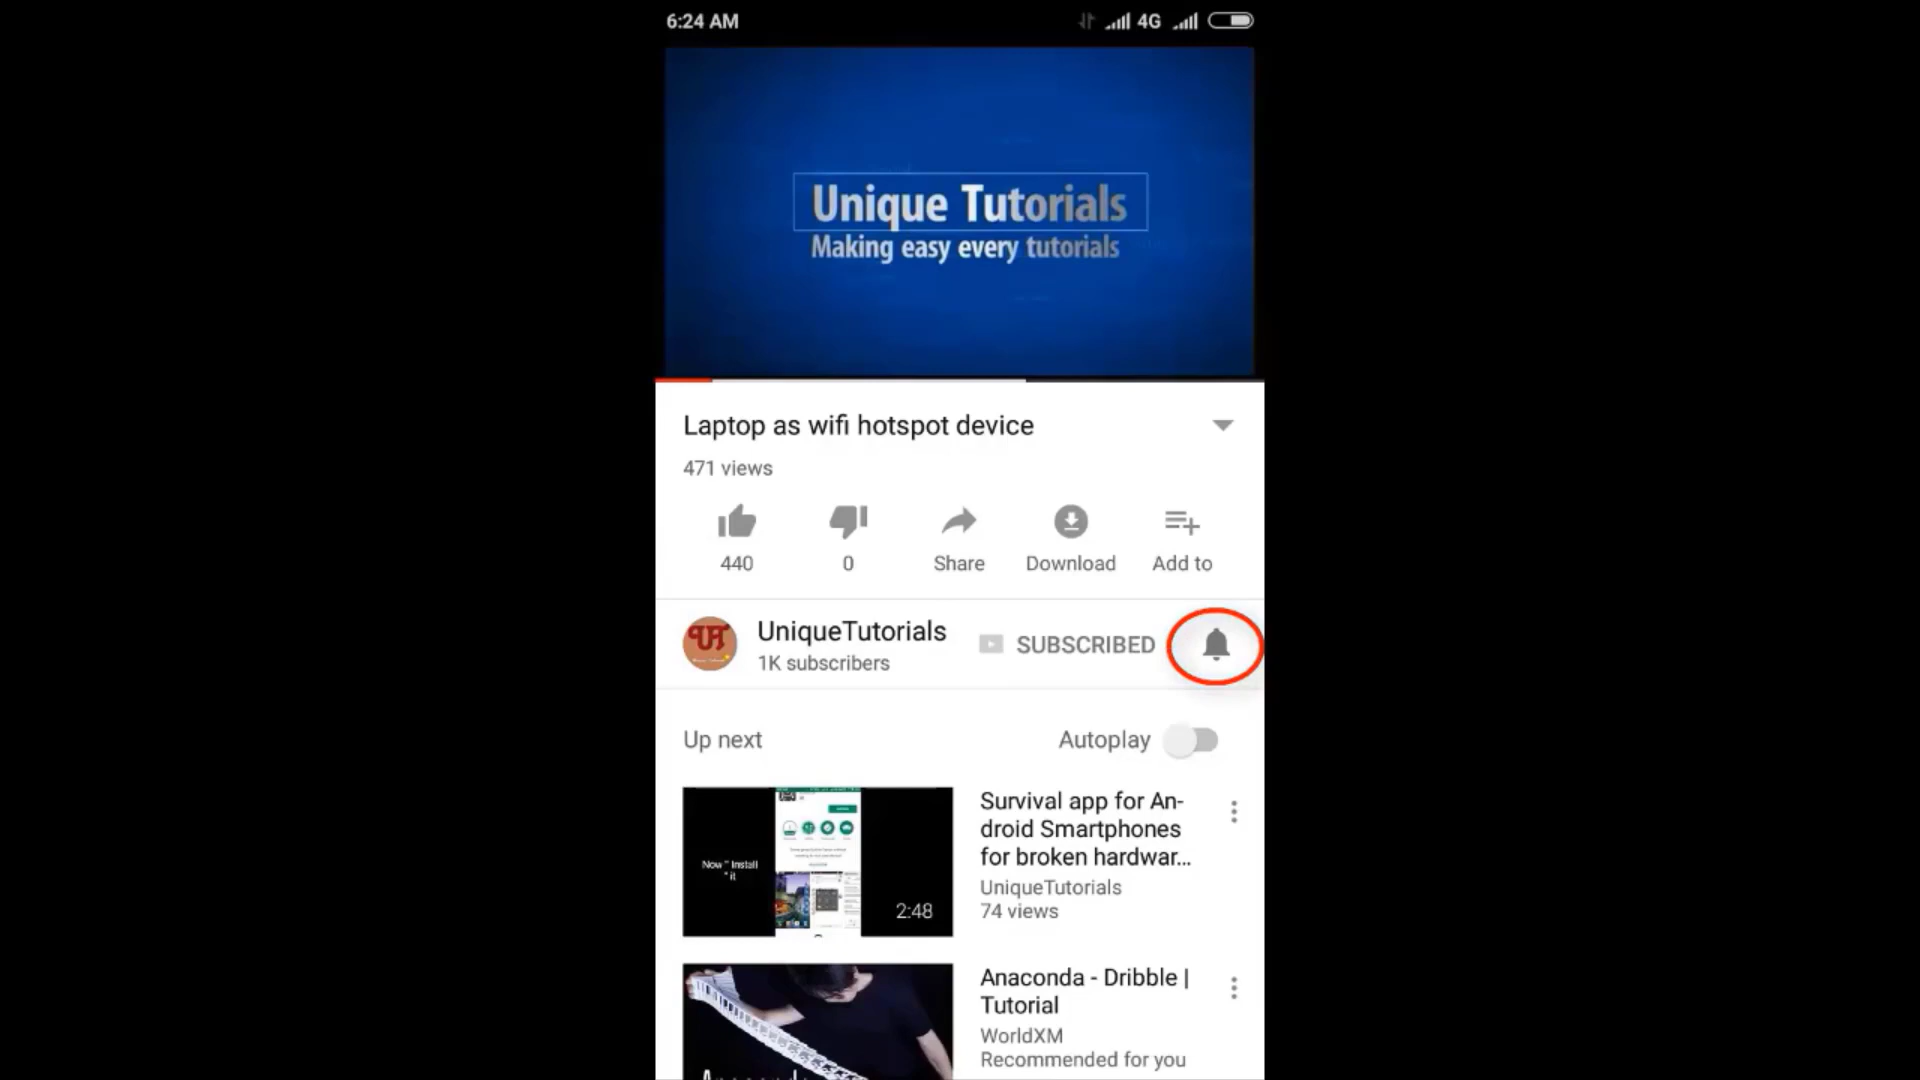 6:24 AM
4G
Unique Tutorials
Making easy every tutorials
Laptop as wifi hotspot device
471 views
440
0
Share
Download
Add to
UniqueTutorials
1K subscribers
SUBSCRIBED
Up next
Autoplay
Now " Install
" it
2:48
Survival app for An-
droid Smartphones
for broken hardwar...
UniqueTutorials
74 views
Anaconda - Dribble |
Tutorial
WorldXM
Recommended for you